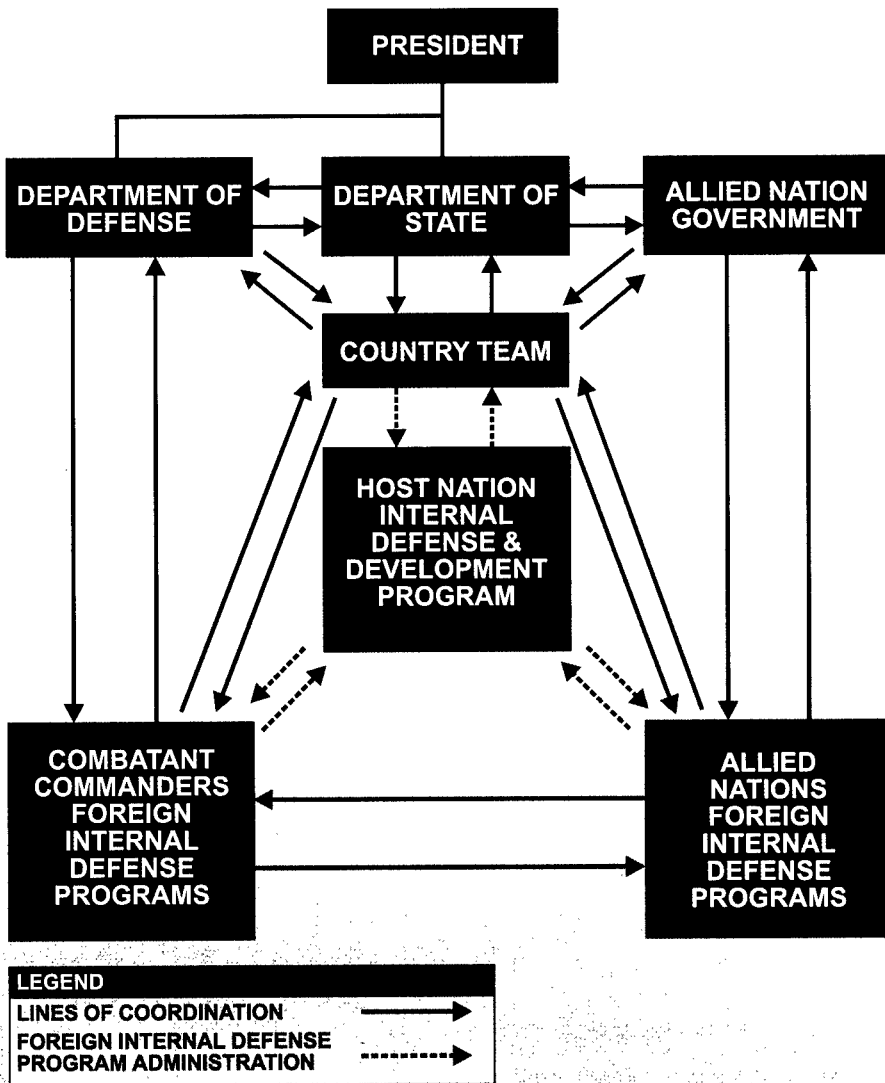 PRESIDENT
DEPARTMENT OF
DEFENSE
DEPARTMENT OF
STATE
ALLIED NATION
GOVERNMENT
COUNTRY TEAM
HOST NATION
INTERNAL
DEFENSE &
DEVELOPMENT
PROGRAM
COMBATANT
COMMANDERS
FOREIGN
INTERNAL
DEFENSE
PROGRAMS
ALLIED
NATIONS
FOREIGN
INTERNAL
DEFENSE
PROGRAMS
LEGEND
LINES OF COORDINATION
FOREIGN INTERNAL DEFENSE
PROGRAM ADMINISTRATION